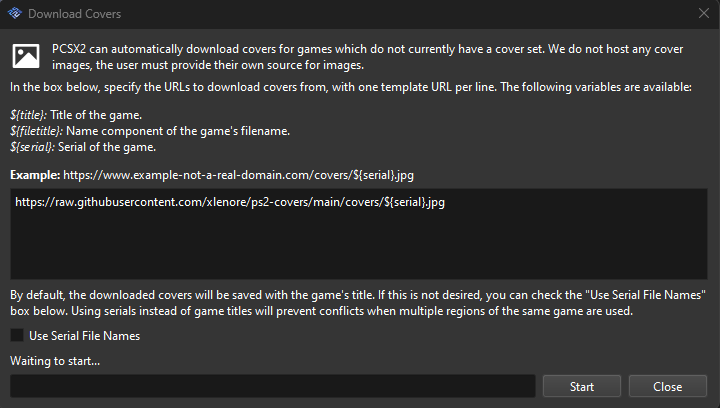 Download Covers
PCSX2 can automatically download covers for games which do not currently have a cover set. We do not host any cover
images, the user must provide their own source for images.
In the box below, specify the URLs to download covers from, with one template URL per line. The following variables are available:
${title}: Title of the game.
${filetitle}: Name component of the game's filename.
${serial}: Serial of the game.
Example: https://www.example-not-a-real-domain.com/covers/${serial}.jpg
https://raw.githubusercontent.com/xlenore/ps2-covers/main/covers/${serial}.jpg
By default, the downloaded covers will be saved with the game's title. If this is not desired, you can check the "Use Serial File Names"
box below. Using serials instead of game titles will prevent conflicts when multiple regions of the same game are used.
Use Serial File Names
Waiting to start...
Start Close